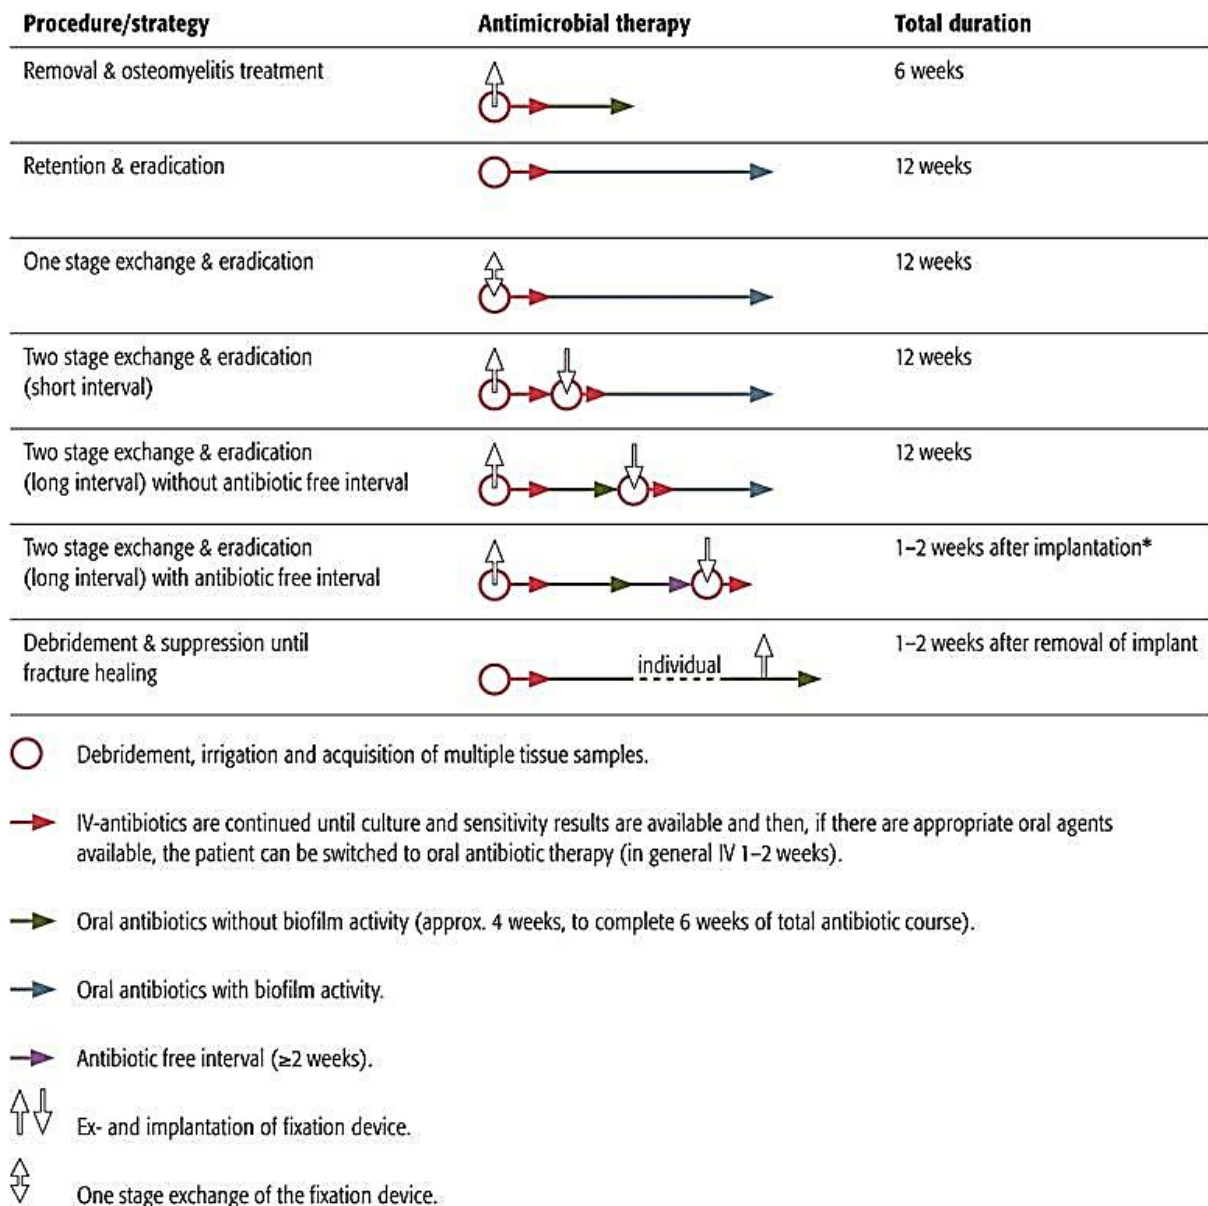 Procedure/strategy Antimicrobial therapy Total duration
Removal & osteomyelitis treatment 6 weeks
Retention & eradication 12 weeks
One stage exchange & eradication 12 weeks
Two stage exchange & eradication 12 weeks
(short interval)
Two stage exchange & eradication 12 weeks
(long interval) without antibiotic free interval
Two stage exchange & eradication 1–2 weeks after implantation*
(long interval) with antibiotic free interval
Debridement & suppression until 1–2 weeks after removal of implant
fracture healing individual
Debridement, irrigation and acquisition of multiple tissue samples.
IV-antibiotics are continued until culture and sensitivity results are available and then, if there are appropriate oral agents
available, the patient can be switched to oral antibiotic therapy (in general IV 1–2 weeks).
Oral antibiotics without biofilm activity (approx. 4 weeks, to complete 6 weeks of total antibiotic course).
Oral antibiotics with biofilm activity.
Antibiotic free interval (≥2 weeks).
Ex- and implantation of fixation device.
One stage exchange of the fixation device.